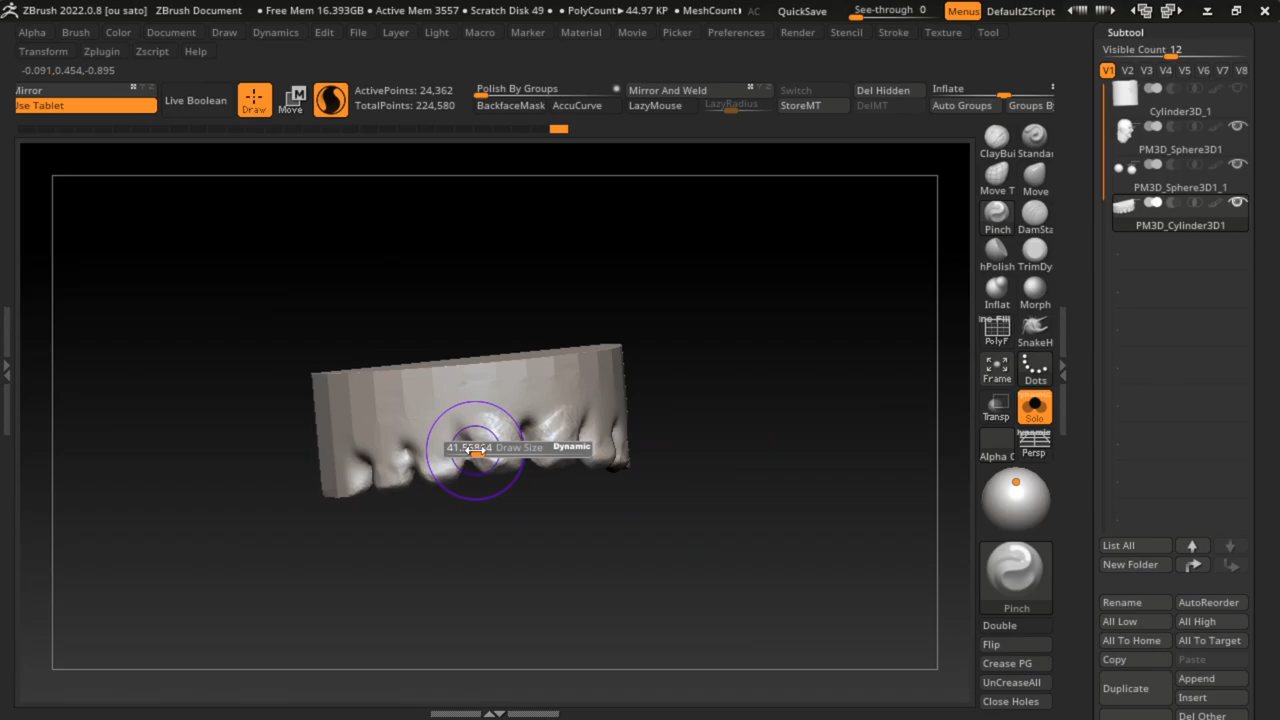 ZBrush 2022.0.8 [ou sato] ZBrush Document • Free Mem 16.393GB • Active Mem 3557 • Scratch Disk 49 • PolyCount▸ 44.97 KP • MeshCount▸ AC QuickSave See-through 0 Menus DefaultZScript
Alpha Brush Color Document Draw Dynamics Edit File Layer Light Macro Material Movie Picker Preferences Render Stencil Stroke Texture Tool
Transform Zplugin Zscript Help
-0.091,0.454,-0.895
Mirror
Use Tablet
Live Boolean
Draw
Move
M
ActivePoints: 24,362
TotalPoints: 224,580
Polish By Groups
BackfaceMask AccuCurve
Mirror And Weld
LazyMouse LazyRadius
Switch
StoreMT
Del Hidden
DelMT
Inflate
Auto Groups Groups By
41.55 Draw Size Dynamic
ClayBui Standa
Move T Move
Pinch DamSta
hPolish TrimDy
Inflat Morph
PolyF SnakeH
Frame Dots
Transp Solo
Alpha O Persp
Pinch
Double
Flip
Crease PG
UnCreaseAll
Close Holes
Subtool
Visible Count 12
V1 V2 V3 V4 V5 V6 V7 V8
Cylinder3D_1
PM3D_Sphere3D1
PM3D_Sphere3D1_1
PM3D_Cylinder3D1
List All
New Folder
Rename AutoReorder
All Low All High
All To Home All To Target
Copy Paste
Duplicate Append
Insert
Del Other